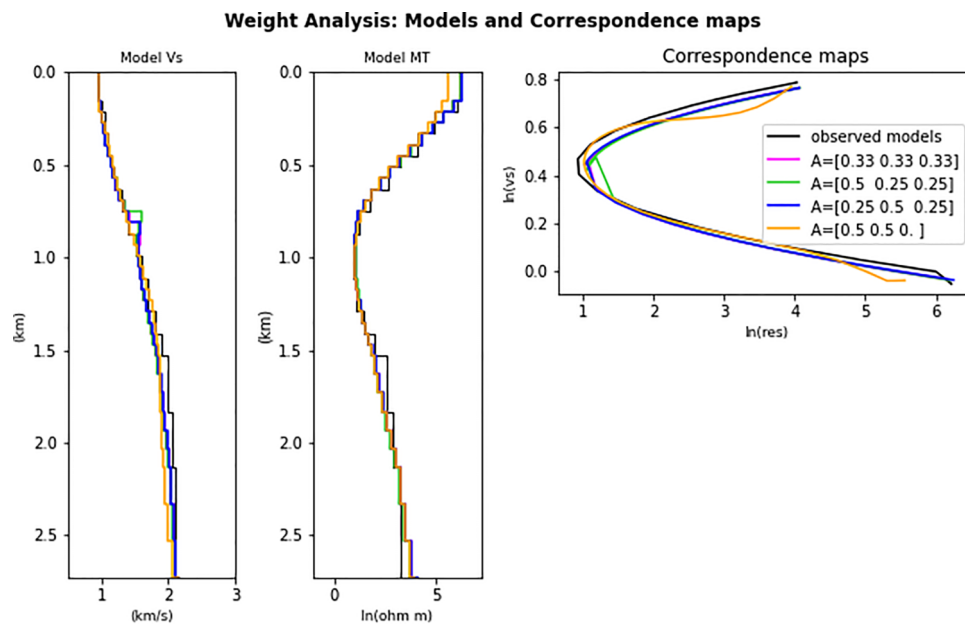 Weight Analysis: Models and Correspondence maps
Model Vs
0.0
0.5
1.0
1.5
2.0
2.5
(km)
1 2 3
(km/s)
Model MT
0.0
0.5
1.0
1.5
2.0
2.5
(km)
0 5
ln(ohm m)
Correspondence maps
0.8
0.6
0.4
0.2
0.0
ln(vs)
observed models
A=[0.33 0.33 0.33]
A=[0.5 0.25 0.25]
A=[0.25 0.5 0.25]
A=[0.5 0.5 0. ]
1 2 3 4 5 6
ln(res)